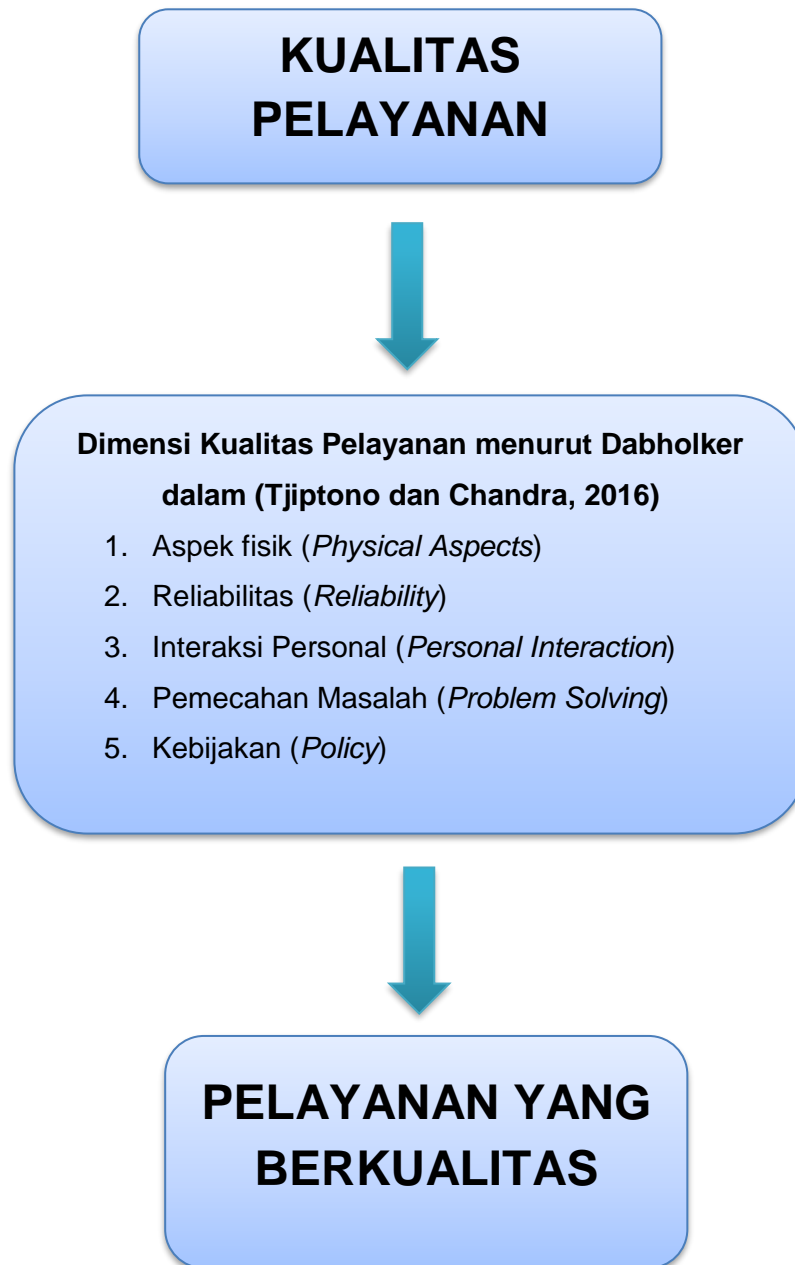 KUALITAS
PELAYANAN
Dimensi Kualitas Pelayanan menurut Dabholker
dalam (Tjiptono dan Chandra, 2016)
1. Aspek fisik (Physical Aspects)
2. Reliabilitas (Reliability)
3. Interaksi Personal (Personal Interaction)
4. Pemecahan Masalah (Problem Solving)
5. Kebijakan (Policy)
PELAYANAN YANG
BERKUALITAS